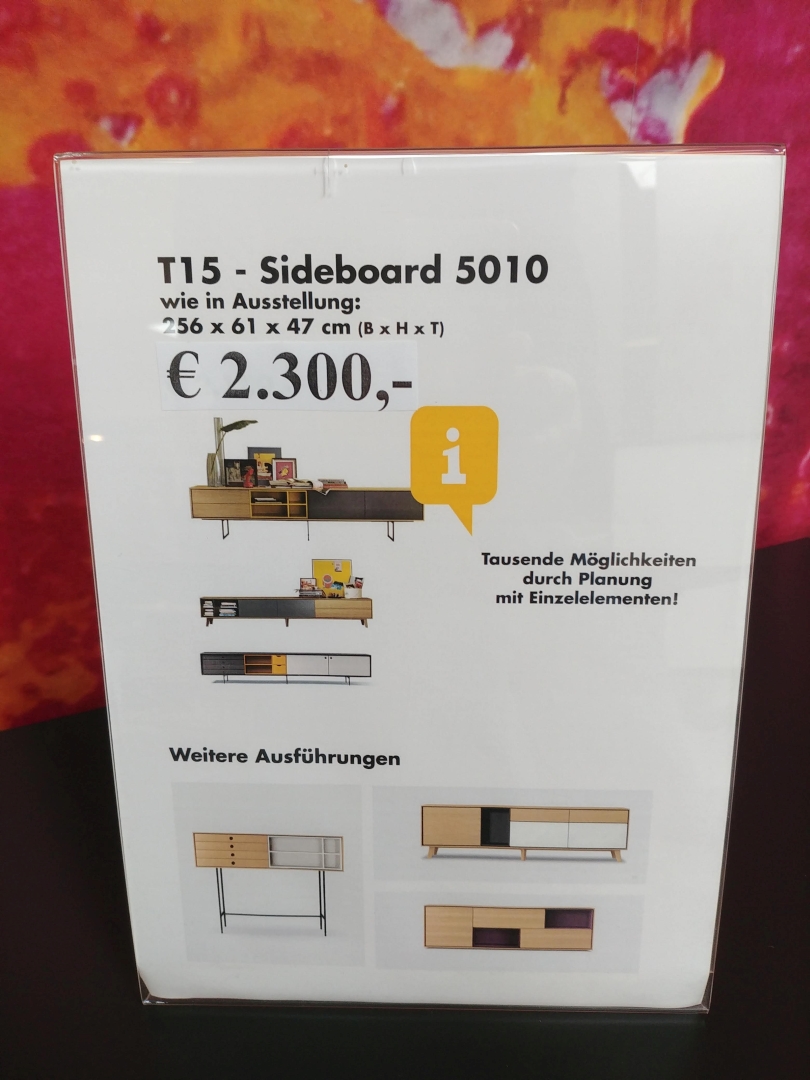 T15 - Sideboard 5010
wie in Ausstellung:
256 x 61 x 47 cm (B x H x T)
€ 2.300,-
i
Tausende Möglichkeiten
durch Planung
mit Einzelelementen!
Weitere Ausführungen